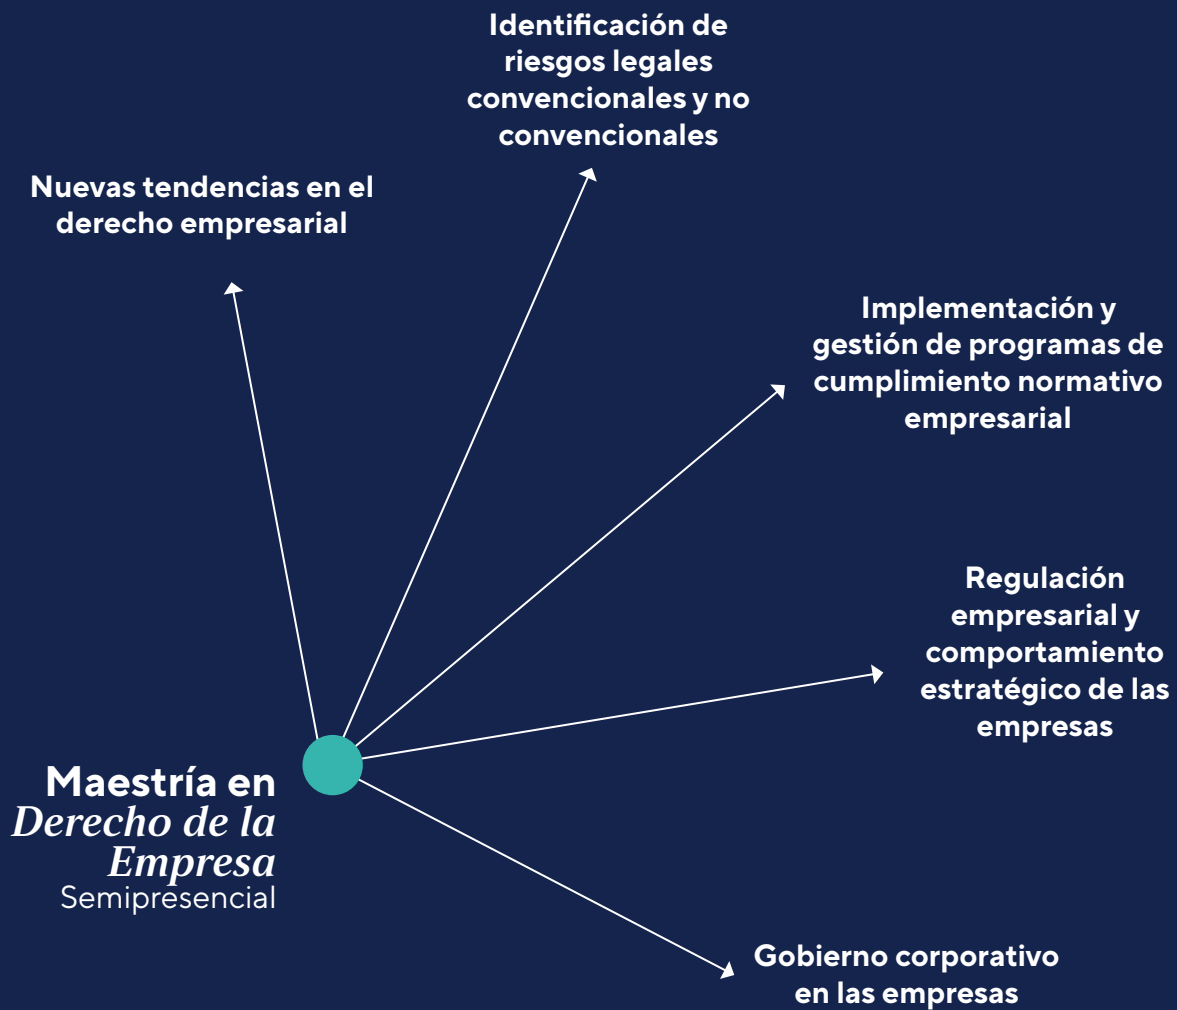 Identificación de
riesgos legales
convencionales y no
convencionales
Nuevas tendencias en el
derecho empresarial
Implementación y
gestión de programas de
cumplimiento normativo
empresarial
Regulación
empresarial y
comportamiento
estratégico de las
empresas
Maestría en
Derecho de la
Empresa
Semipresencial
Gobierno corporativo
en las empresas